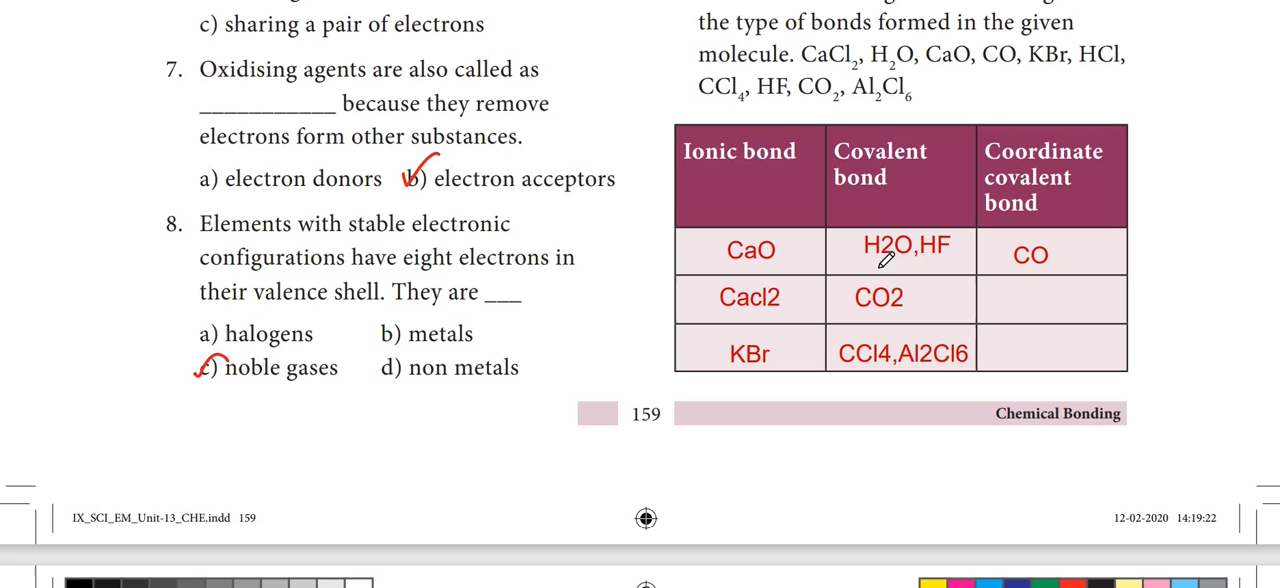 c) sharing a pair of electrons
7. Oxidising agents are also called as
___________ because they remove
electrons form other substances.
a) electron donors b) electron acceptors
8. Elements with stable electronic
configurations have eight electrons in
their valence shell. They are ___
a) halogens b) metals
c) noble gases d) non metals
the type of bonds formed in the given
molecule. CaCl₂, H₂O, CaO, CO, KBr, HCl,
CCl₄, HF, CO₂, Al₂Cl₆
Ionic bond Covalent bond Coordinate covalent bond
CaO H2O,HF CO
Cacl2 CO2
KBr CCl4,Al2Cl6
159 Chemical Bonding
IX_SCI_EM_Unit-13_CHE.indd 159 12-02-2020 14:19:22